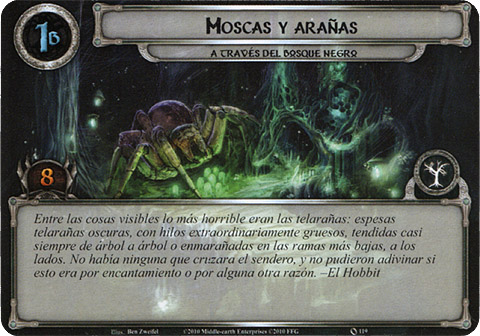 1B
MOSCAS Y ARAÑAS
A TRAVÉS DEL BOSQUE NEGRO
8
Entre las cosas visibles lo más horrible eran las telarañas: espesas
telarañas oscuras, con hilos extraordinariamente gruesos, tendidas casi
siempre de árbol a árbol o enmarañadas en las ramas más bajas, a los
lados. No había ninguna que cruzara el sendero, y no pudieron adivinar si
esto era por encantamiento o por alguna otra razón. –El Hobbit
Ilus. Ben Zweifel ©2010 Middle-earth Enterprises ©2010 FFG 119